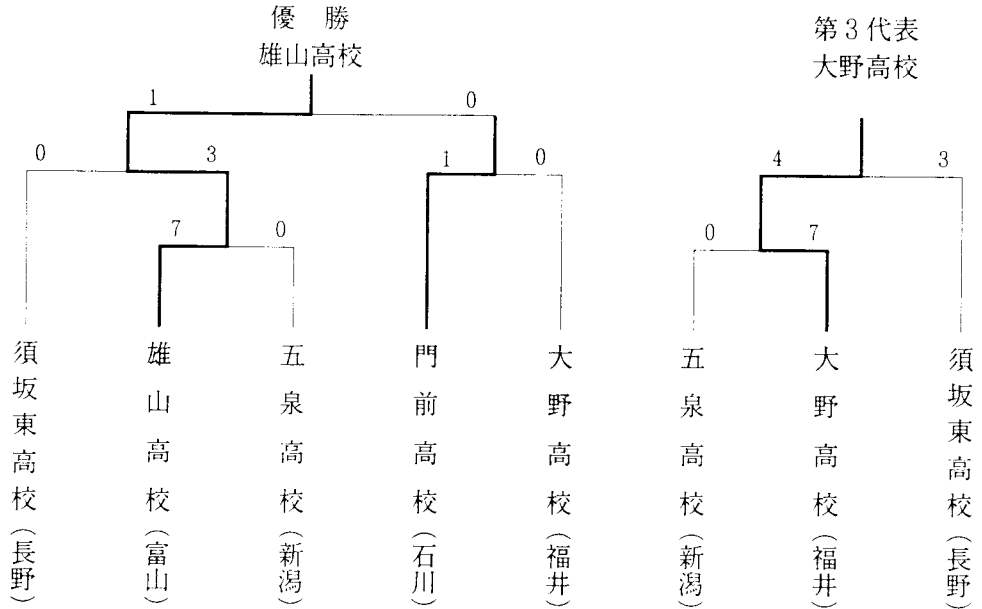 優　勝
雄山高校
第3代表
大野高校
1
0
0
3
1
0
4
3
7
0
0
7
須坂東高校（長野）
雄山高校（富山）
五泉高校（新潟）
門前高校（石川）
大野高校（福井）
五泉高校（新潟）
大野高校（福井）
須坂東高校（長野）